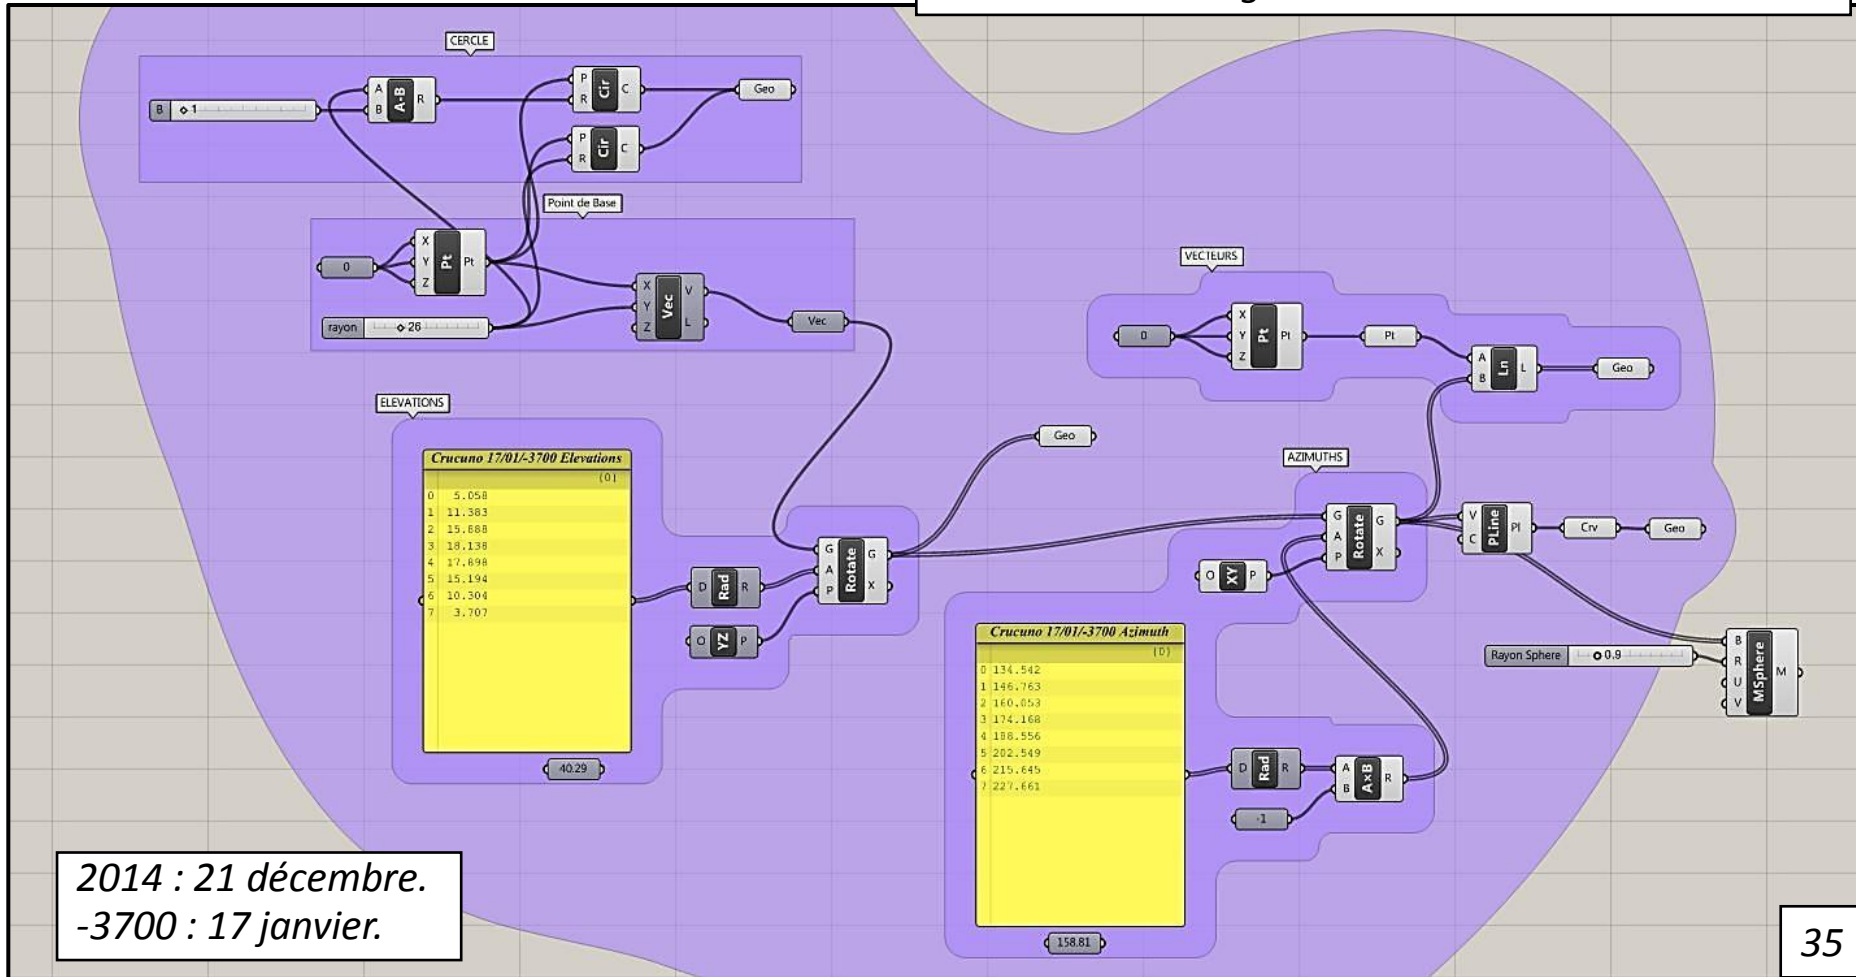 CERCLE
B 1
A B A-B R
P R Cir C
P R Cir C
Geo
Point de Base
0
X Y Z Pt Pt
rayon 26
X Y Z Vec V L
Vec
ELEVATIONS
Crucuno 17/01/-3700 Elevations
{0}
0 5.058
1 11.383
2 15.888
3 18.138
4 17.898
5 15.194
6 10.304
7 3.707
40.29
D Rad R
O YZ P
G A P Rotate G X
Geo
VECTEURS
0
X Y Z Pt Pt
Pt
A B Ln L
Geo
AZIMUTHS
G A P Rotate G X
O XY P
V C PLine Pl
Crv
Geo
Crucuno 17/01/-3700 Azimuth
{0}
0 134.542
1 146.763
2 160.053
3 174.168
4 188.556
5 202.549
6 215.645
7 227.661
158.81
D Rad R
-1
A B A×B R
Rayon Sphere 0.9
B R U V MSphere M
2014 : 21 décembre.
-3700 : 17 janvier.
35